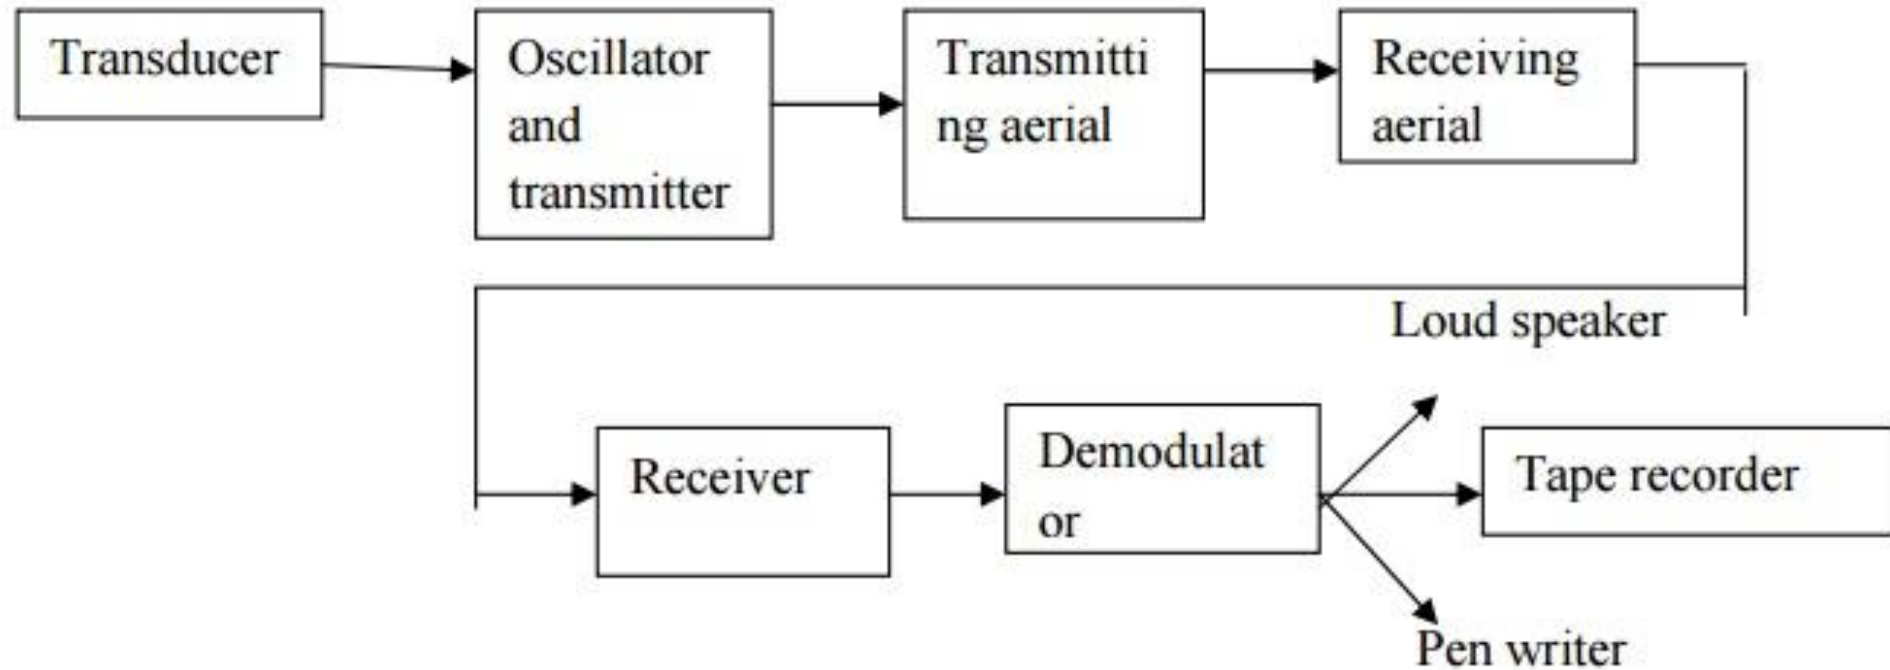 Transducer
Oscillator
and
transmitter
Transmitti
ng aerial
Receiving
aerial
Loud speaker
Receiver
Demodulat
or
Tape recorder
Pen writer